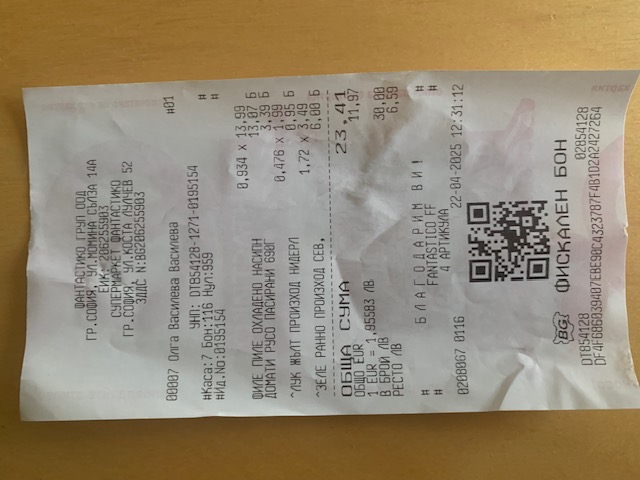 ФАНТАСТИКО ГРУП ООД
ГР.СОФИЯ, УЛ.МОМИНА СЪЛЗА 14А
ЕИК: 206255903
СУПЕРМАРКЕТ ФАНТАСТИКО
ГР.СОФИЯ, УЛ.КОСТА ЛУЛЧЕВ 52
ЗДДС N:BG206255903
00007 Олга Василева Василева #01
УНП: DT854128-1271-0195154
#Каса:7 Бон:116 Нул:959 #
#Ид.No:0195154 #
0,934 x 13,99
ФИЛЕ ПИЛЕ ОХЛАДЕНО НАСИПН 13,07 Б
ДОМАТИ РУСО ПАСИРАНИ 690Г 3,39 Б
0,476 x 1,99
^ЛУК ЖЪЛТ ПРОИЗХОД НИДЕРЛ 0,95 Б
1,72 x 3,49
^ЗЕЛЕ РАННО ПРОИЗХОД СЕВ, 6,00 Б
ОБЩА СУМА 23,41
ОБЩО EUR 11,97
1 EUR = 1,95583 ЛВ
В БРОЙ ЛВ 30,00
РЕСТО ЛВ 6,59
# Б Л А Г О Д А Р И М В И ! #
# FANTASTICO FF #
4 АРТИКУЛА
0208067 0116 22-04-2025 12:31:12
BG ФИСКАЛЕН БОН
DT854128 02854128
DF4F686039407EBE90C4323787F4B1D2A2427264